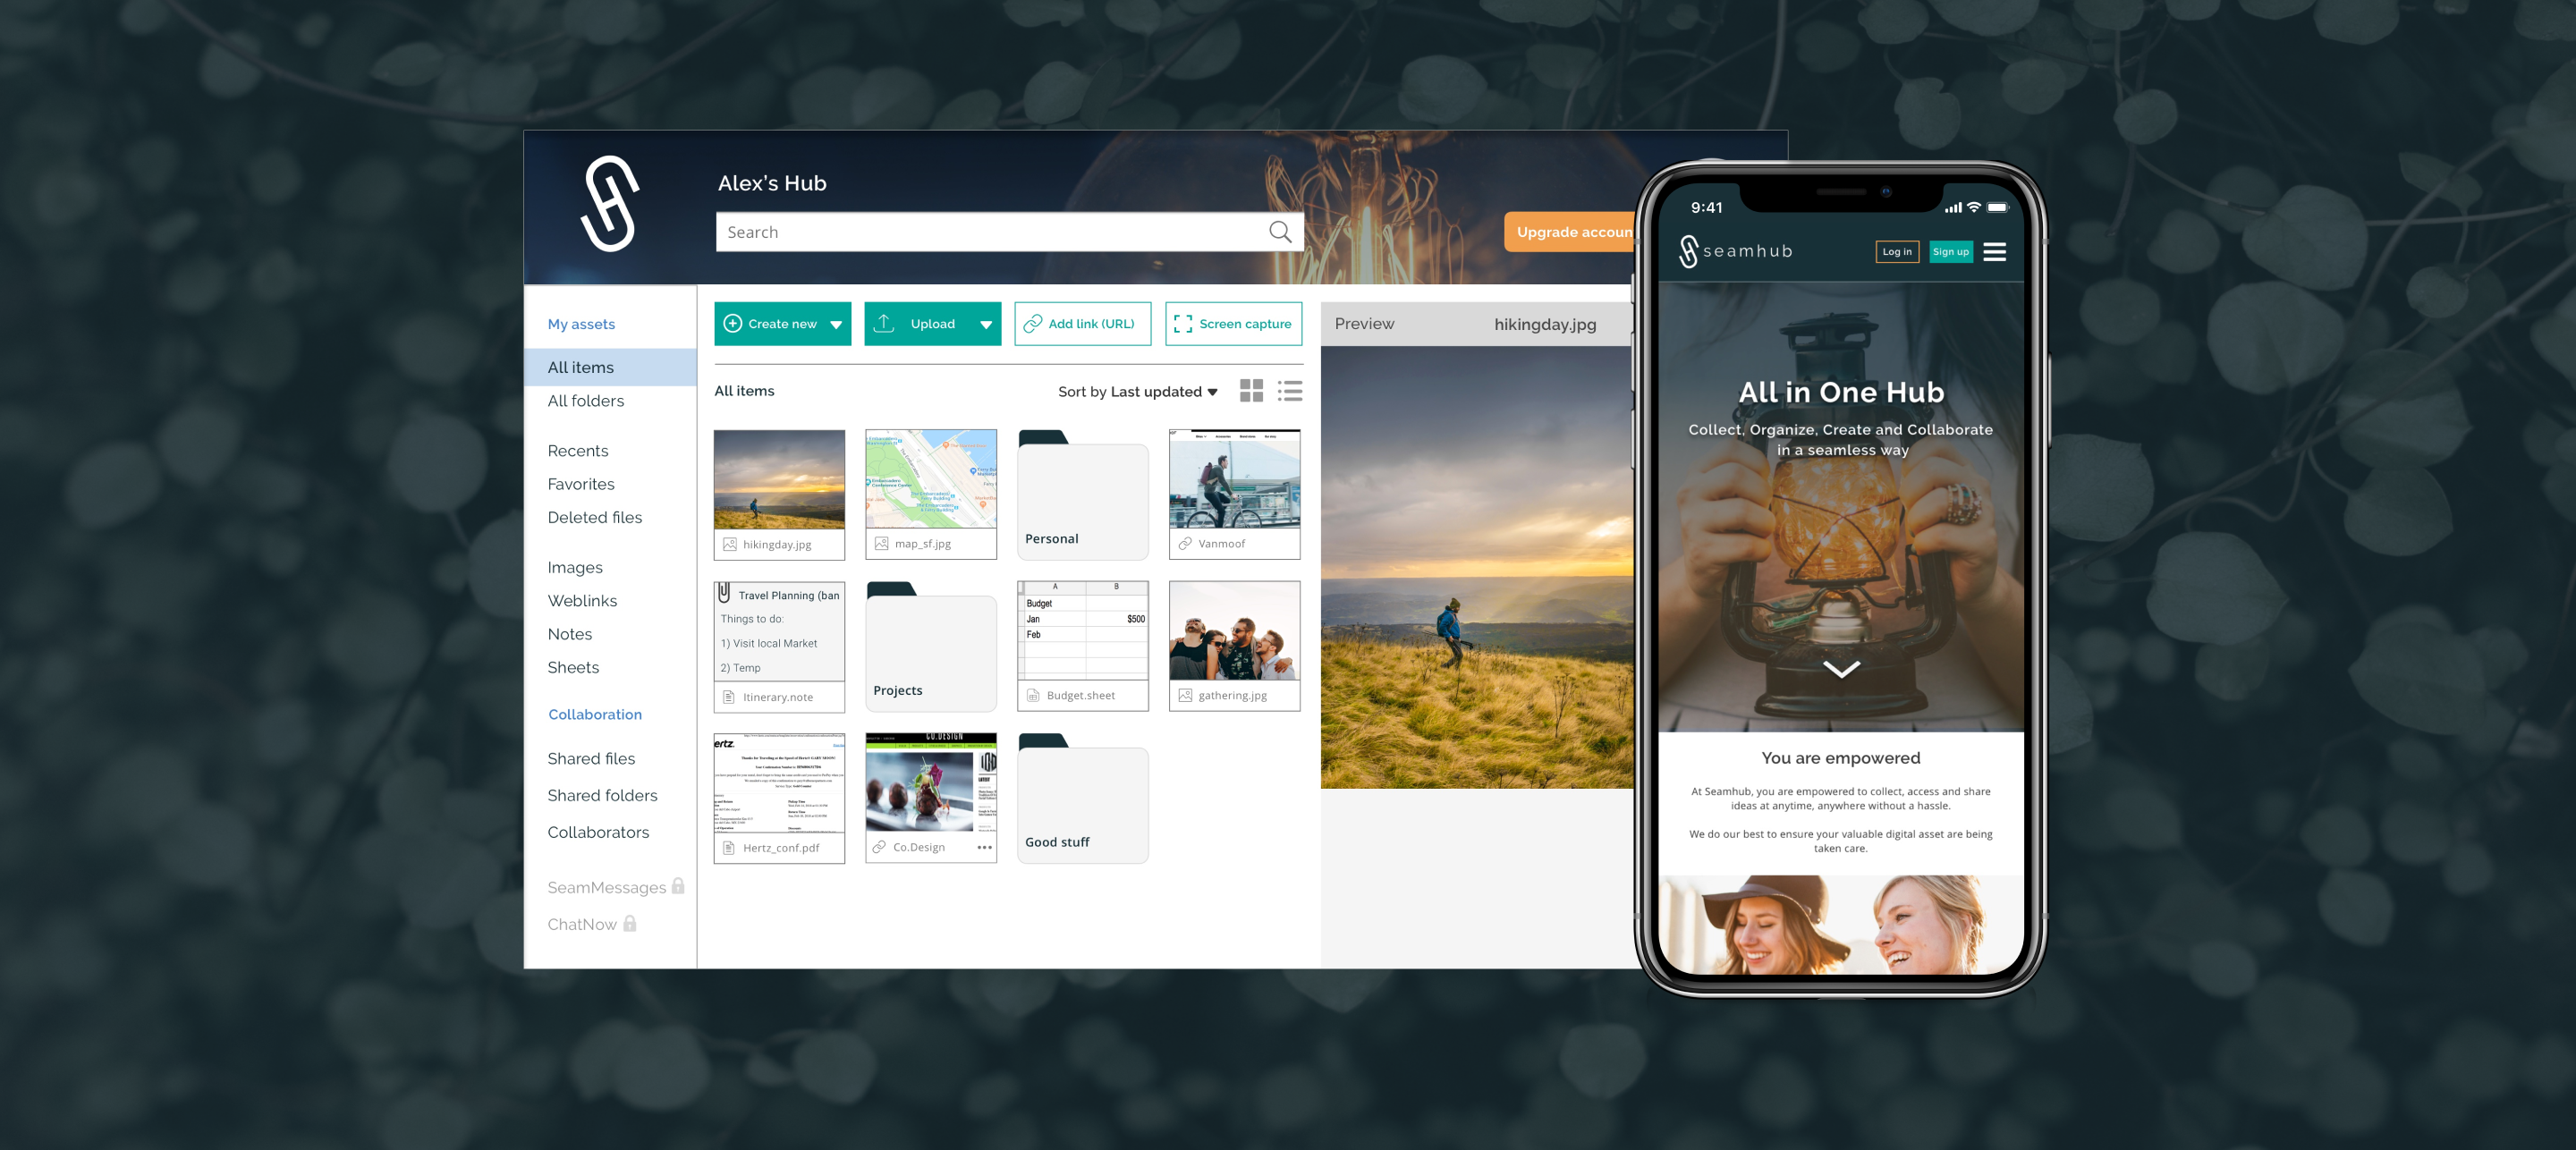 Alex's Hub
Search
Upgrade accoun
My assets
All items
All folders
Recents
Favorites
Deleted files
Images
Weblinks
Notes
Sheets
Collaboration
Shared files
Shared folders
Collaborators
SeamMessages
ChatNow
Create new
Upload
Add link (URL)
Screen capture
All items
Sort by Last updated
hikingday.jpg
map_sf.jpg
Personal
Vanmoof
Travel Planning (ban
Things to do:
1) Visit local Market
2) Temp
Itinerary.note
Projects
A B
Budget
Jan $500
Feb
Budget.sheet
gathering.jpg
ertz.
Hertz_conf.pdf
CO.DESIGN
Co.Design
Good stuff
Preview
hikingday.jpg
9:41
seamhub
Log in
Sign up
All in One Hub
Collect, Organize, Create and Collaborate
in a seamless way
You are empowered
At Seamhub, you are empowered to collect, access and share
ideas at anytime, anywhere without a hassle.
We do our best to ensure your valuable digital asset are being
taken care.